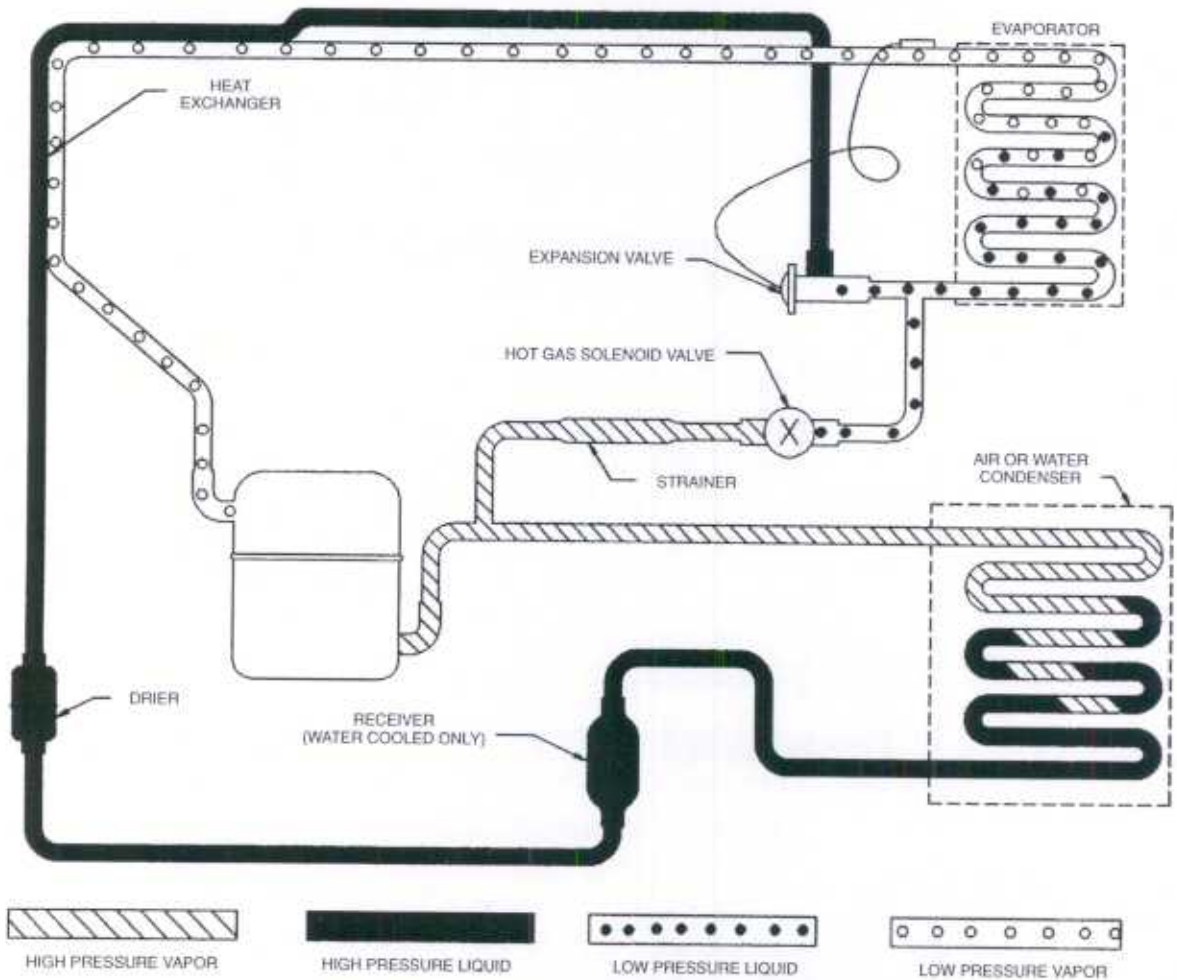 EVAPORATOR
HEAT
EXCHANGER
EXPANSION VALVE
HOT GAS SOLENOID VALVE
X
STRAINER
AIR OR WATER
CONDENSER
DRIER
RECEIVER
(WATER COOLED ONLY)
HIGH PRESSURE VAPOR
HIGH PRESSURE LIQUID
LOW PRESSURE LIQUID
LOW PRESSURE VAPOR